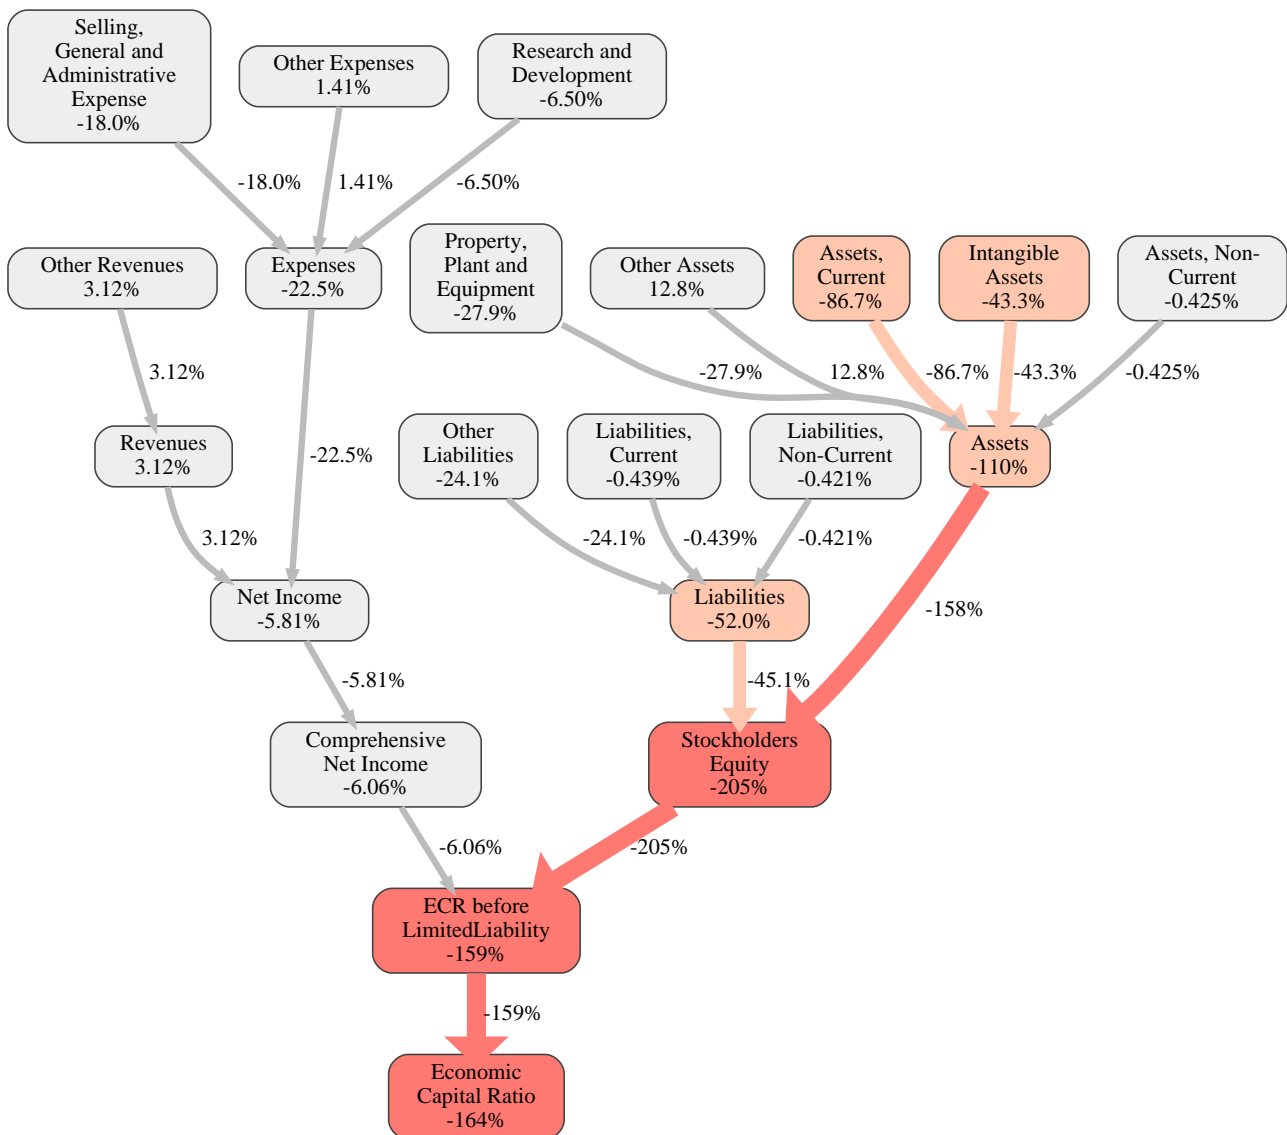 Selling,
General and
Administrative
Expense
-18.0%
Other Expenses
1.41%
Research and
Development
-6.50%
-18.0%
1.41%
-6.50%
Other Revenues
3.12%
Expenses
-22.5%
Property,
Plant and
Equipment
-27.9%
Other Assets
12.8%
Assets,
Current
-86.7%
Intangible
Assets
-43.3%
Assets, Non-
Current
-0.425%
3.12%
-27.9%
12.8%
-86.7%
-43.3%
-0.425%
Revenues
3.12%
-22.5%
Other
Liabilities
-24.1%
Liabilities,
Current
-0.439%
Liabilities,
Non-Current
-0.421%
Assets
-110%
3.12%
-24.1%
-0.439%
-0.421%
Net Income
-5.81%
Liabilities
-52.0%
-158%
-5.81%
-45.1%
Comprehensive
Net Income
-6.06%
Stockholders
Equity
-205%
-6.06%
-205%
ECR before
LimitedLiability
-159%
-159%
Economic
Capital Ratio
-164%